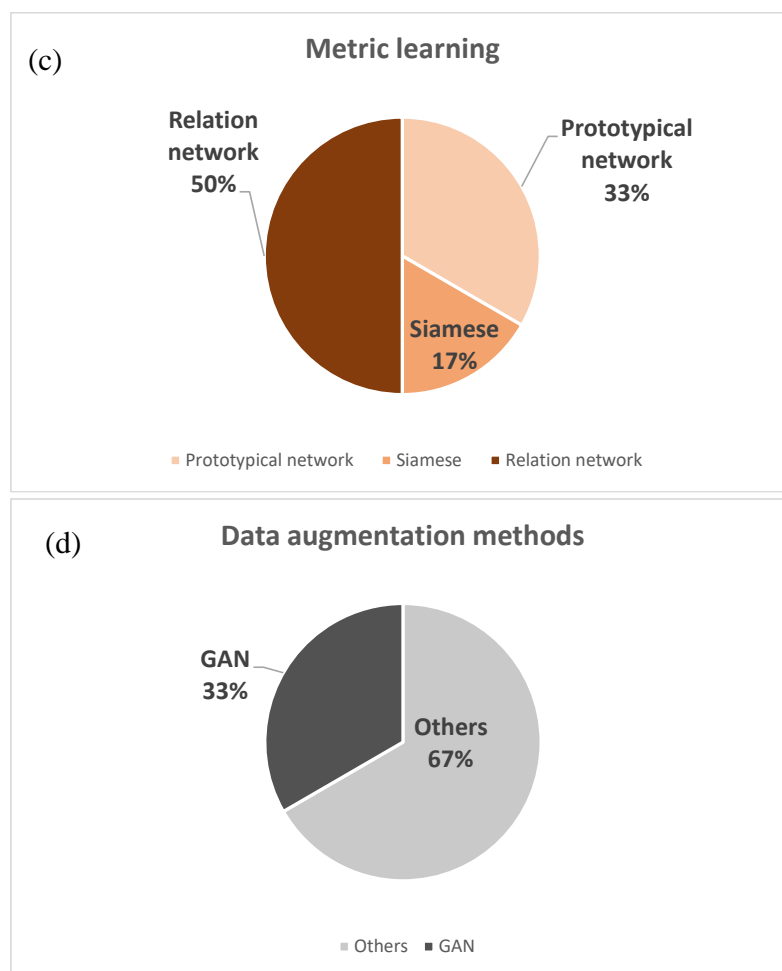 (c)
Metric learning
Relation
network
50%
Prototypical
network
33%
Siamese
17%
Prototypical network
Siamese
Relation network
(d)
Data augmentation methods
GAN
33%
Others
67%
Others
GAN